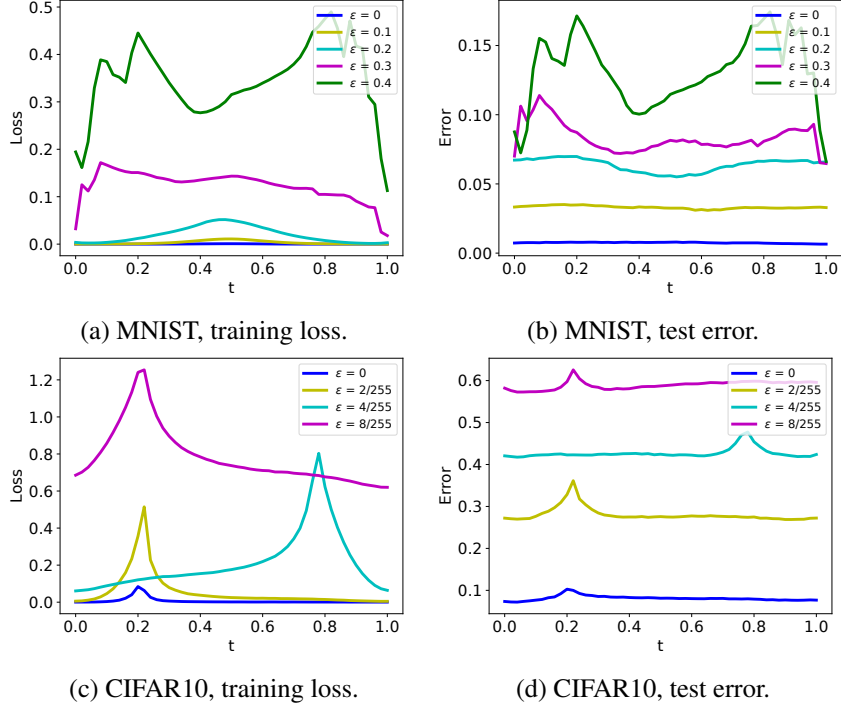 0.5
0.4
0.3
0.2
0.1
0.0
Loss
0.0 0.2 0.4 0.6 0.8 1.0
t
ε = 0
ε = 0.1
ε = 0.2
ε = 0.3
ε = 0.4
(a) MNIST, training loss.
0.15
0.10
0.05
0.00
Error
0.0 0.2 0.4 0.6 0.8 1.0
t
ε = 0
ε = 0.1
ε = 0.2
ε = 0.3
ε = 0.4
(b) MNIST, test error.
1.2
1.0
0.8
0.6
0.4
0.2
0.0
Loss
0.0 0.2 0.4 0.6 0.8 1.0
t
ε = 0
ε = 2/255
ε = 4/255
ε = 8/255
(c) CIFAR10, training loss.
0.6
0.5
0.4
0.3
0.2
0.1
Error
0.0 0.2 0.4 0.6 0.8 1.0
t
ε = 0
ε = 2/255
ε = 4/255
ε = 8/255
(d) CIFAR10, test error.